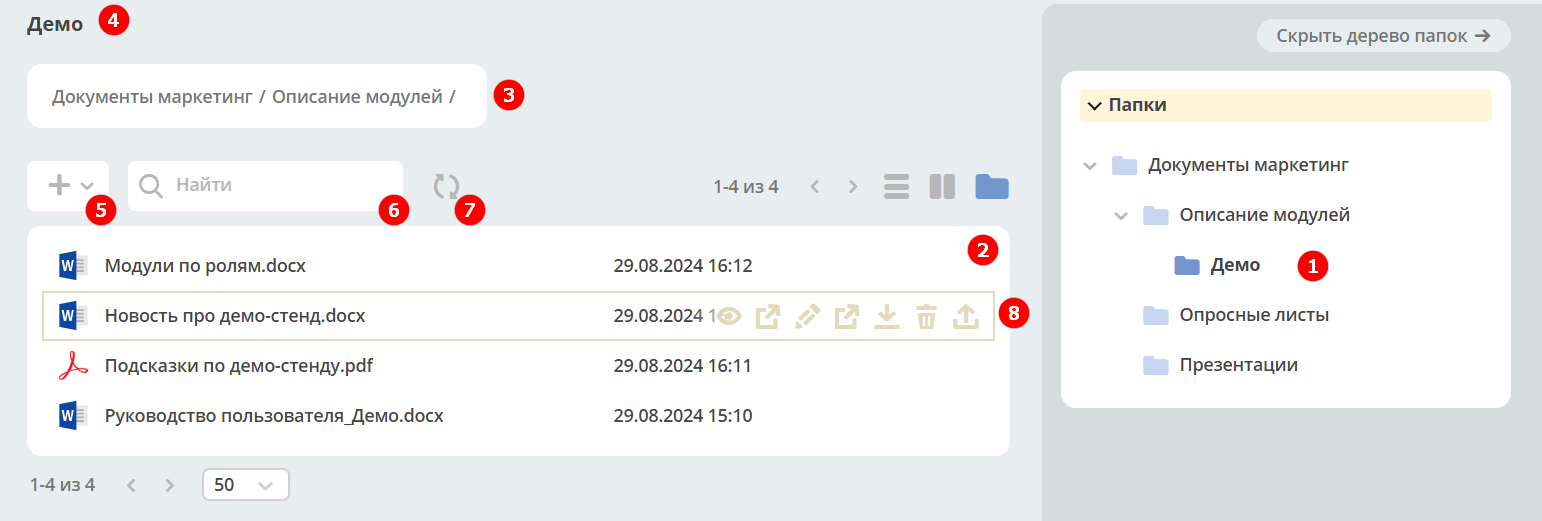 Демо 4
Документы маркетинг / Описание модулей / 3
5 Найти 6 7 1-4 из 4
2
Модули по ролям.docx 29.08.2024 16:12
Новость про демо-стенд.docx 29.08.2024 1 8
Подсказки по демо-стенду.pdf 29.08.2024 16:11
Руководство пользователя_Демо.docx 29.08.2024 15:10
1-4 из 4 50
Скрыть дерево папок →
Папки
Документы маркетинг
Описание модулей
Демо 1
Опросные листы
Презентации